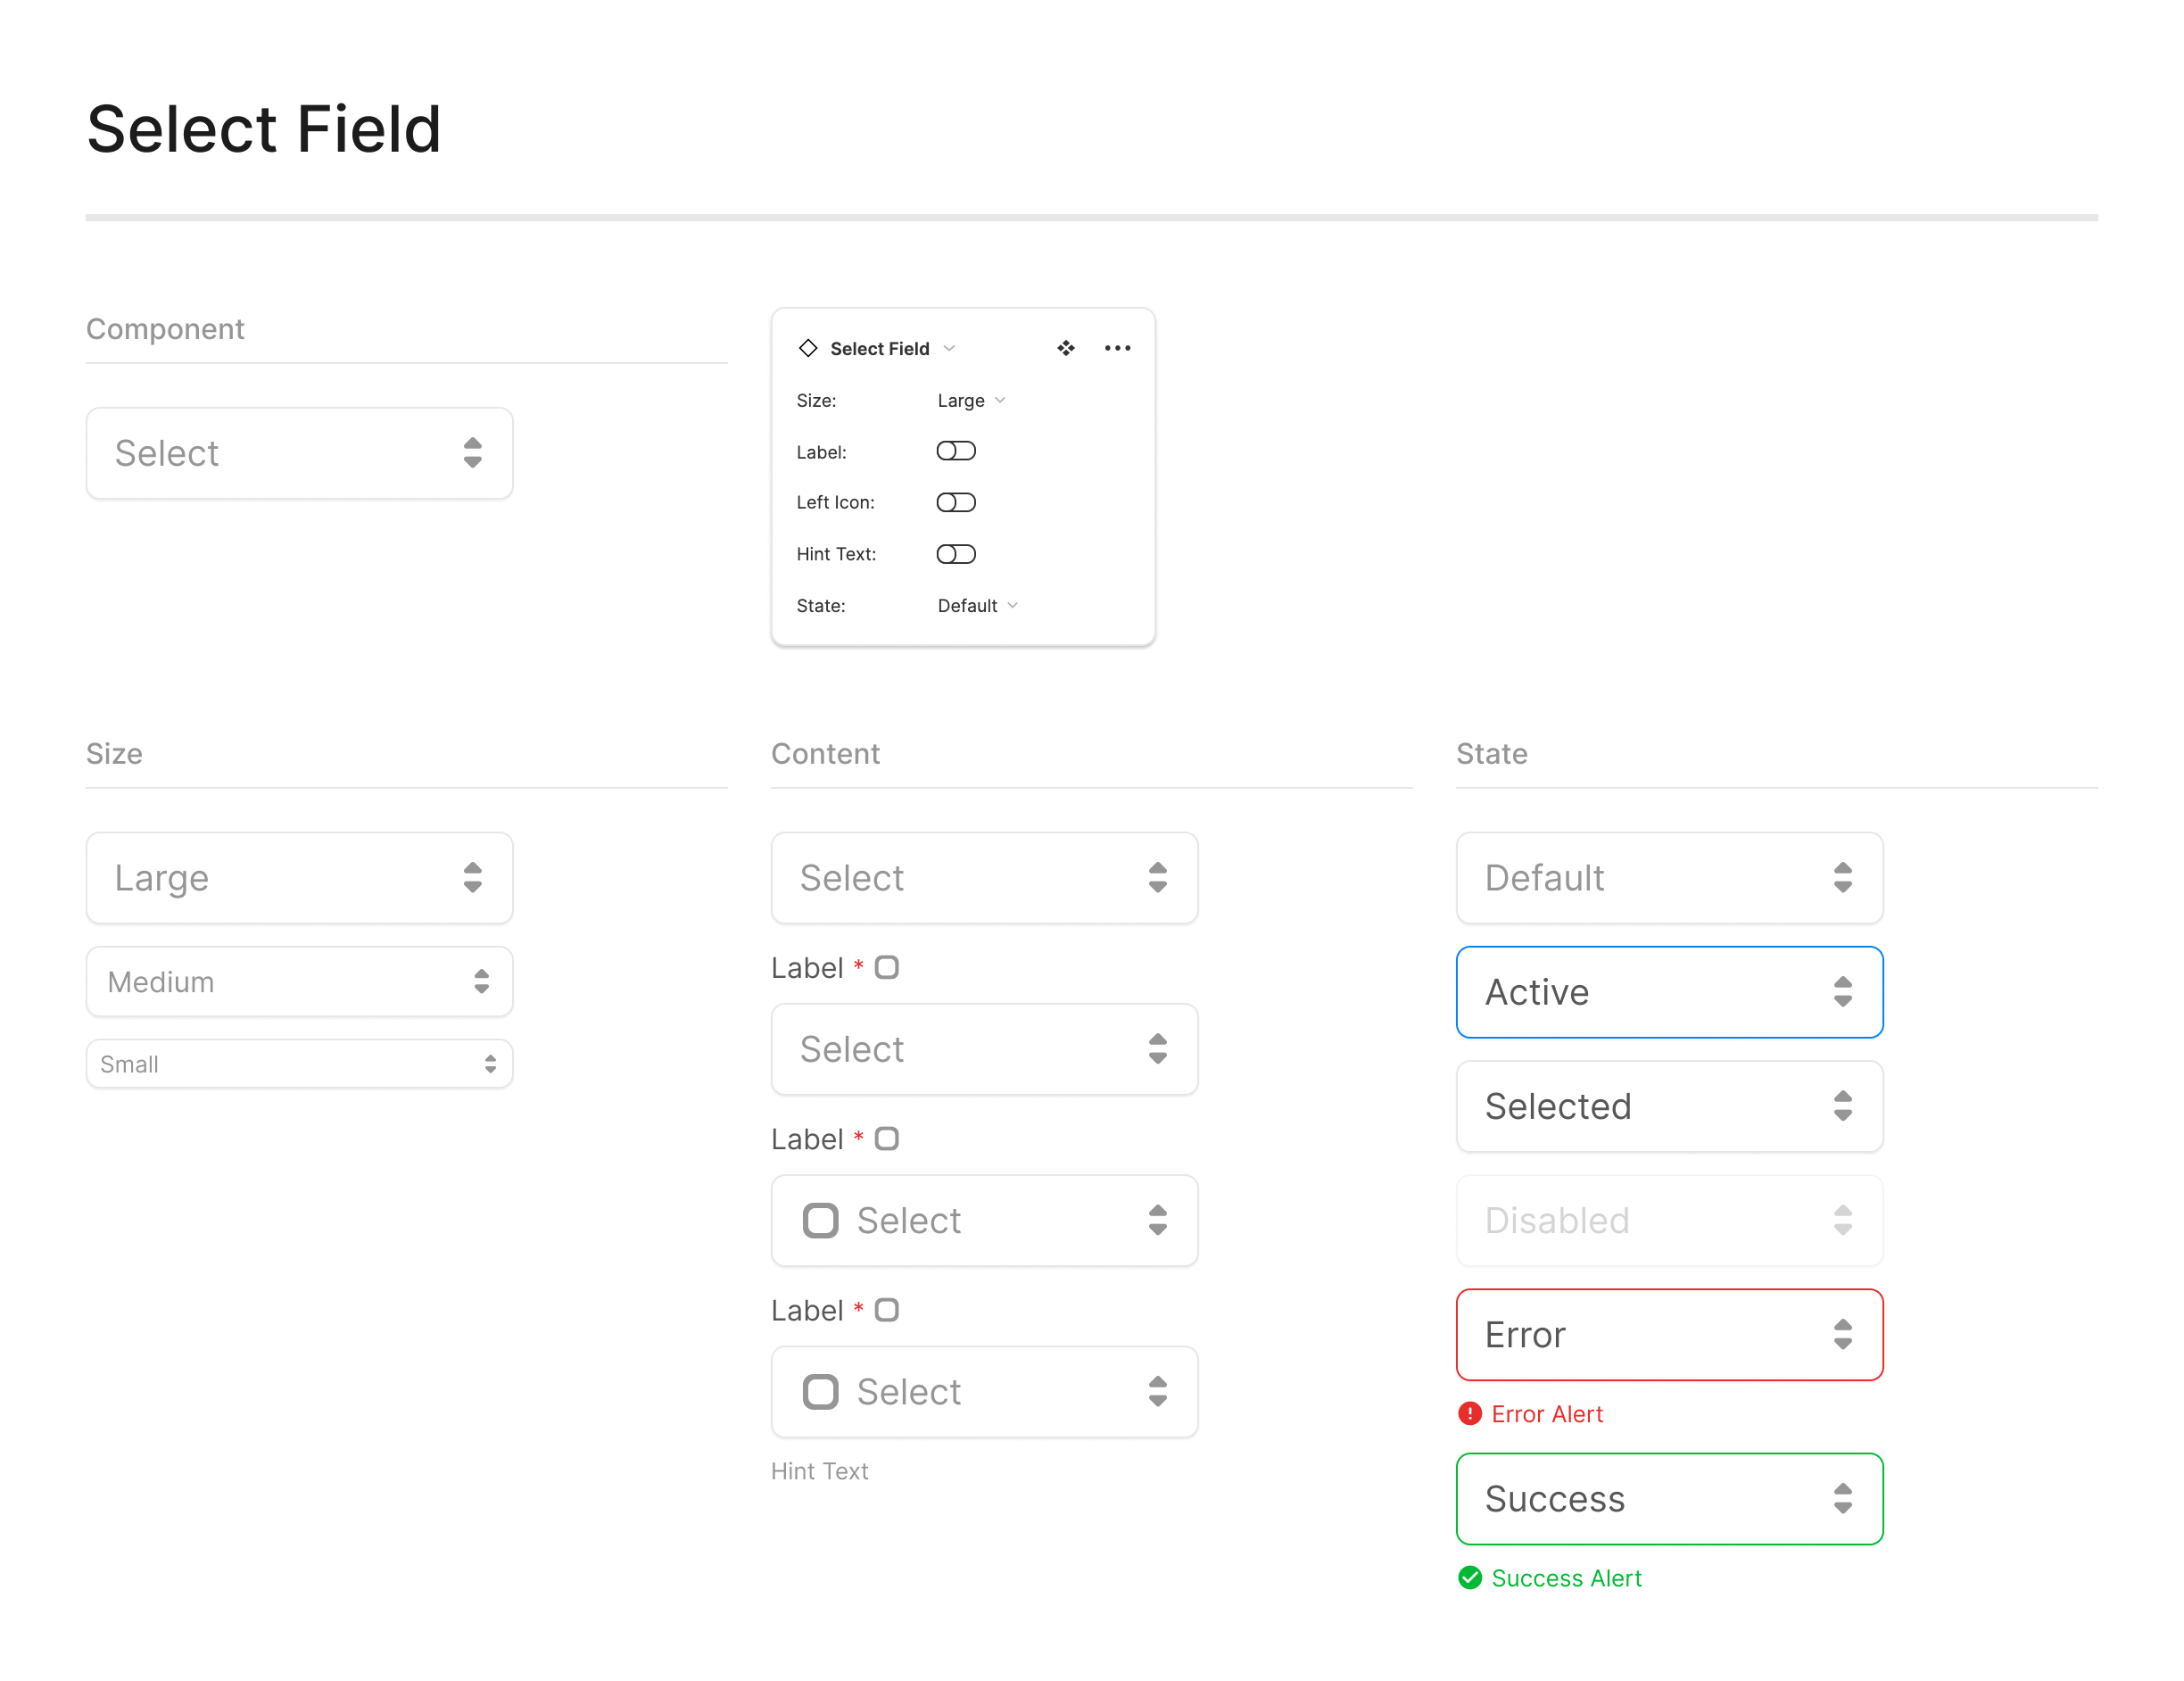 Select Field
Component
Select
Select Field
Size: Large
Label:
Left Icon:
Hint Text:
State: Default
Size
Large
Medium
Small
Content
Select
Label *
Select
Label *
Select
Label *
Select
Hint Text
State
Default
Active
Selected
Disabled
Error
Error Alert
Success
Success Alert